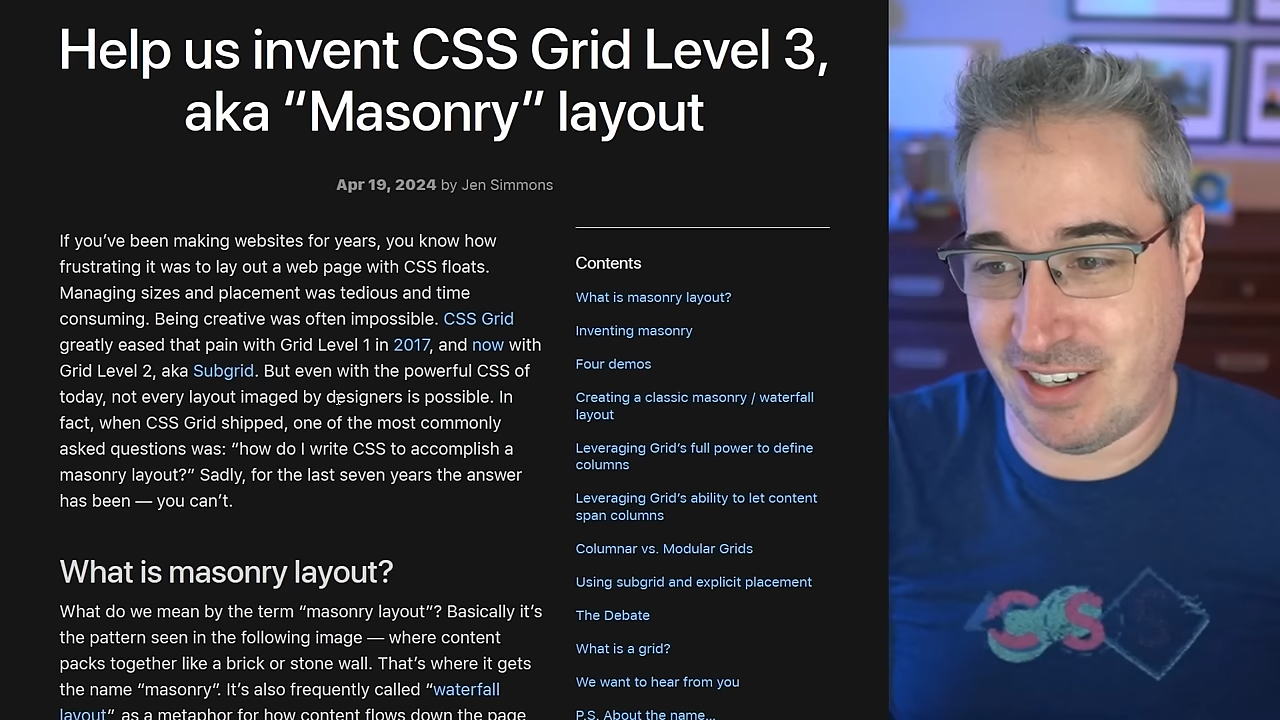 Help us invent CSS Grid Level 3,
aka “Masonry” layout
Apr 19, 2024 by Jen Simmons
If you’ve been making websites for years, you know how
frustrating it was to lay out a web page with CSS floats.
Managing sizes and placement was tedious and time
consuming. Being creative was often impossible. CSS Grid
greatly eased that pain with Grid Level 1 in 2017, and now with
Grid Level 2, aka Subgrid. But even with the powerful CSS of
today, not every layout imaged by designers is possible. In
fact, when CSS Grid shipped, one of the most commonly
asked questions was: “how do I write CSS to accomplish a
masonry layout?” Sadly, for the last seven years the answer
has been — you can’t.
What is masonry layout?
What do we mean by the term “masonry layout”? Basically it’s
the pattern seen in the following image — where content
packs together like a brick or stone wall. That’s where it gets
the name “masonry”. It’s also frequently called “waterfall
layout” as a metaphor for how content flows down the page
Contents
What is masonry layout?
Inventing masonry
Four demos
Creating a classic masonry / waterfall
layout
Leveraging Grid’s full power to define
columns
Leveraging Grid’s ability to let content
span columns
Columnar vs. Modular Grids
Using subgrid and explicit placement
The Debate
What is a grid?
We want to hear from you
P.S. About the name…